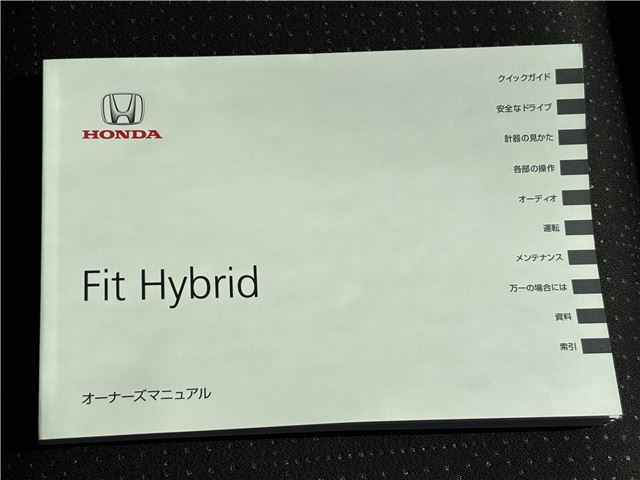 HONDA
Fit Hybrid
オーナーズマニュアル
クイックガイド
安全なドライブ
計器の見かた
各部の操作
オーディオ
運転
メンテナンス
万一の場合には
資料
索引